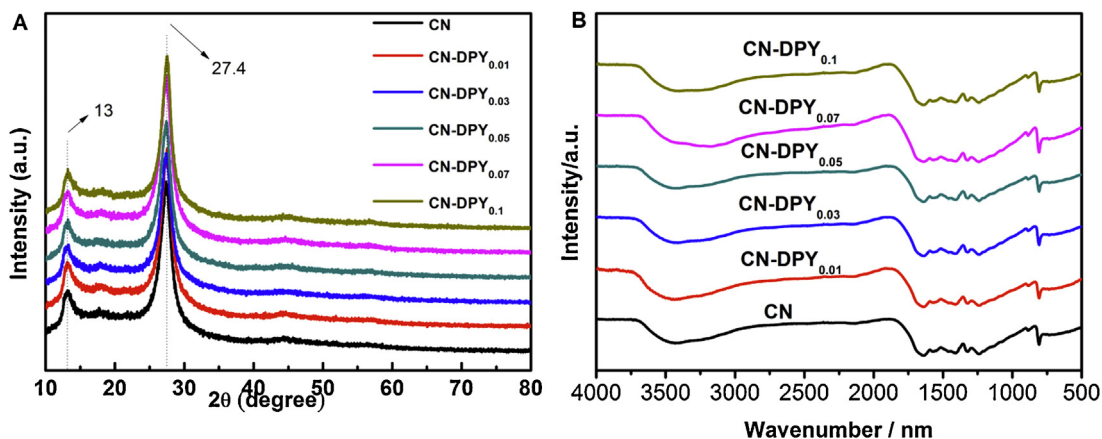 A
13
27.4
CN
CN-DPY0.01
CN-DPY0.03
CN-DPY0.05
CN-DPY0.07
CN-DPY0.1
Intensity (a.u.)
10 20 30 40 50 60 70 80
2θ (degree)
B
CN-DPY0.1
CN-DPY0.07
CN-DPY0.05
CN-DPY0.03
CN-DPY0.01
CN
Intensity/a.u.
4000 3500 3000 2500 2000 1500 1000 500
Wavenumber / nm